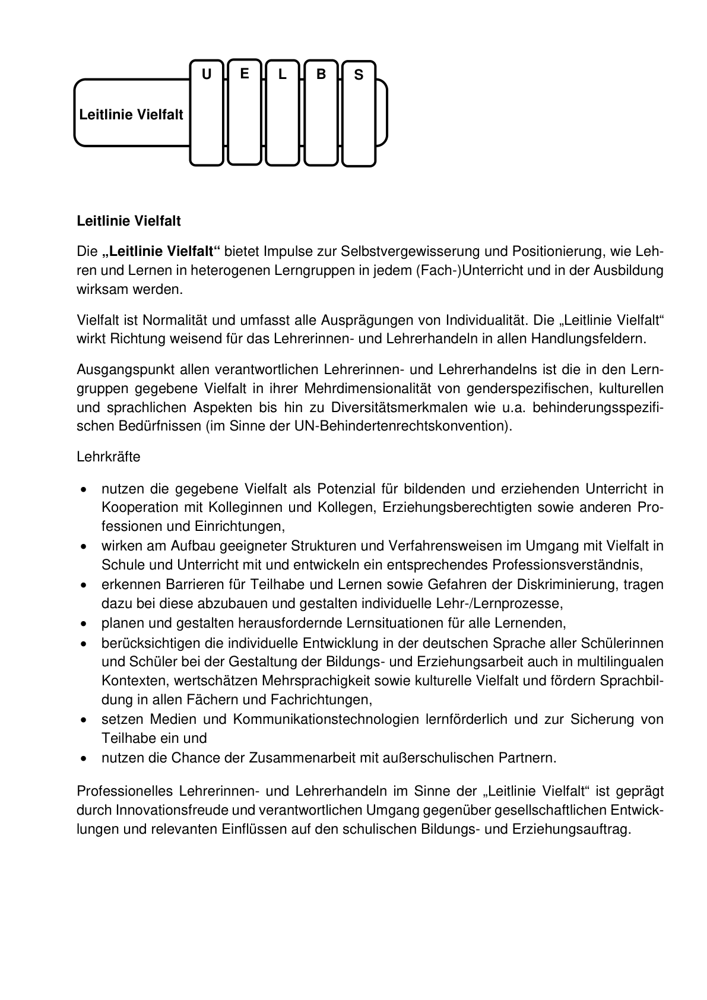 U E L B S
Leitlinie Vielfalt
Leitlinie Vielfalt
Die „Leitlinie Vielfalt“ bietet Impulse zur Selbstvergewisserung und Positionierung, wie Leh-
ren und Lernen in heterogenen Lerngruppen in jedem (Fach-)Unterricht und in der Ausbildung
wirksam werden.
Vielfalt ist Normalität und umfasst alle Ausprägungen von Individualität. Die „Leitlinie Vielfalt“
wirkt Richtung weisend für das Lehrerinnen- und Lehrerhandeln in allen Handlungsfeldern.
Ausgangspunkt allen verantwortlichen Lehrerinnen- und Lehrerhandelns ist die in den Lern-
gruppen gegebene Vielfalt in ihrer Mehrdimensionalität von genderspezifischen, kulturellen
und sprachlichen Aspekten bis hin zu Diversitätsmerkmalen wie u.a. behinderungsspezifi-
schen Bedürfnissen (im Sinne der UN-Behindertenrechtskonvention).
Lehrkräfte
• nutzen die gegebene Vielfalt als Potenzial für bildenden und erziehenden Unterricht in
Kooperation mit Kolleginnen und Kollegen, Erziehungsberechtigten sowie anderen Pro-
fessionen und Einrichtungen,
• wirken am Aufbau geeigneter Strukturen und Verfahrensweisen im Umgang mit Vielfalt in
Schule und Unterricht mit und entwickeln ein entsprechendes Professionsverständnis,
• erkennen Barrieren für Teilhabe und Lernen sowie Gefahren der Diskriminierung, tragen
dazu bei diese abzubauen und gestalten individuelle Lehr-/Lernprozesse,
• planen und gestalten herausfordernde Lernsituationen für alle Lernenden,
• berücksichtigen die individuelle Entwicklung in der deutschen Sprache aller Schülerinnen
und Schüler bei der Gestaltung der Bildungs- und Erziehungsarbeit auch in multilingualen
Kontexten, wertschätzen Mehrsprachigkeit sowie kulturelle Vielfalt und fördern Sprachbil-
dung in allen Fächern und Fachrichtungen,
• setzen Medien und Kommunikationstechnologien lernförderlich und zur Sicherung von
Teilhabe ein und
• nutzen die Chance der Zusammenarbeit mit außerschulischen Partnern.
Professionelles Lehrerinnen- und Lehrerhandeln im Sinne der „Leitlinie Vielfalt“ ist geprägt
durch Innovationsfreude und verantwortlichen Umgang gegenüber gesellschaftlichen Entwick-
lungen und relevanten Einflüssen auf den schulischen Bildungs- und Erziehungsauftrag.